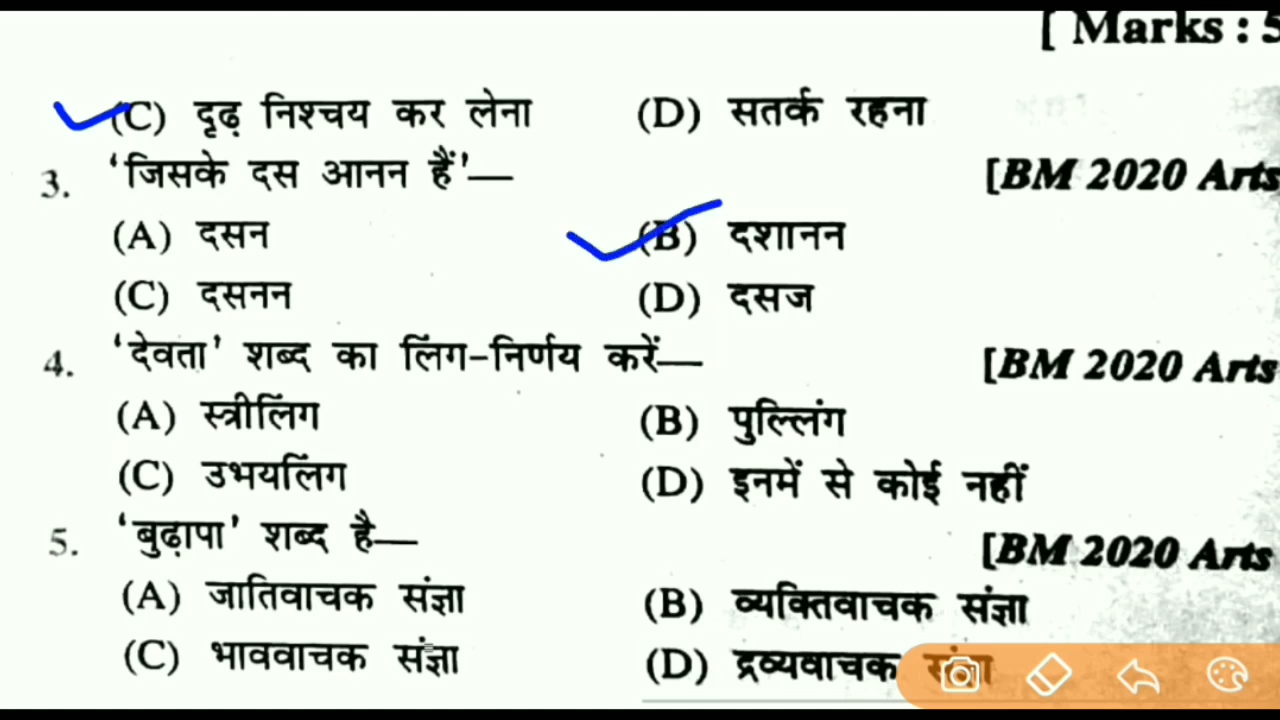 [ Marks : 5
(C) दृढ़ निश्चय कर लेना (D) सतर्क रहना
3. 'जिसके दस आनन हैं'— [BM 2020 Arts
(A) दसन (B) दशानन
(C) दसनन (D) दसज
4. 'देवता' शब्द का लिंग-निर्णय करें— [BM 2020 Arts
(A) स्त्रीलिंग (B) पुल्लिंग
(C) उभयलिंग (D) इनमें से कोई नहीं
5. 'बुढ़ापा' शब्द है— [BM 2020 Arts
(A) जातिवाचक संज्ञा (B) व्यक्तिवाचक संज्ञा
(C) भाववाचक संज्ञा (D) द्रव्यवाचक संज्ञा